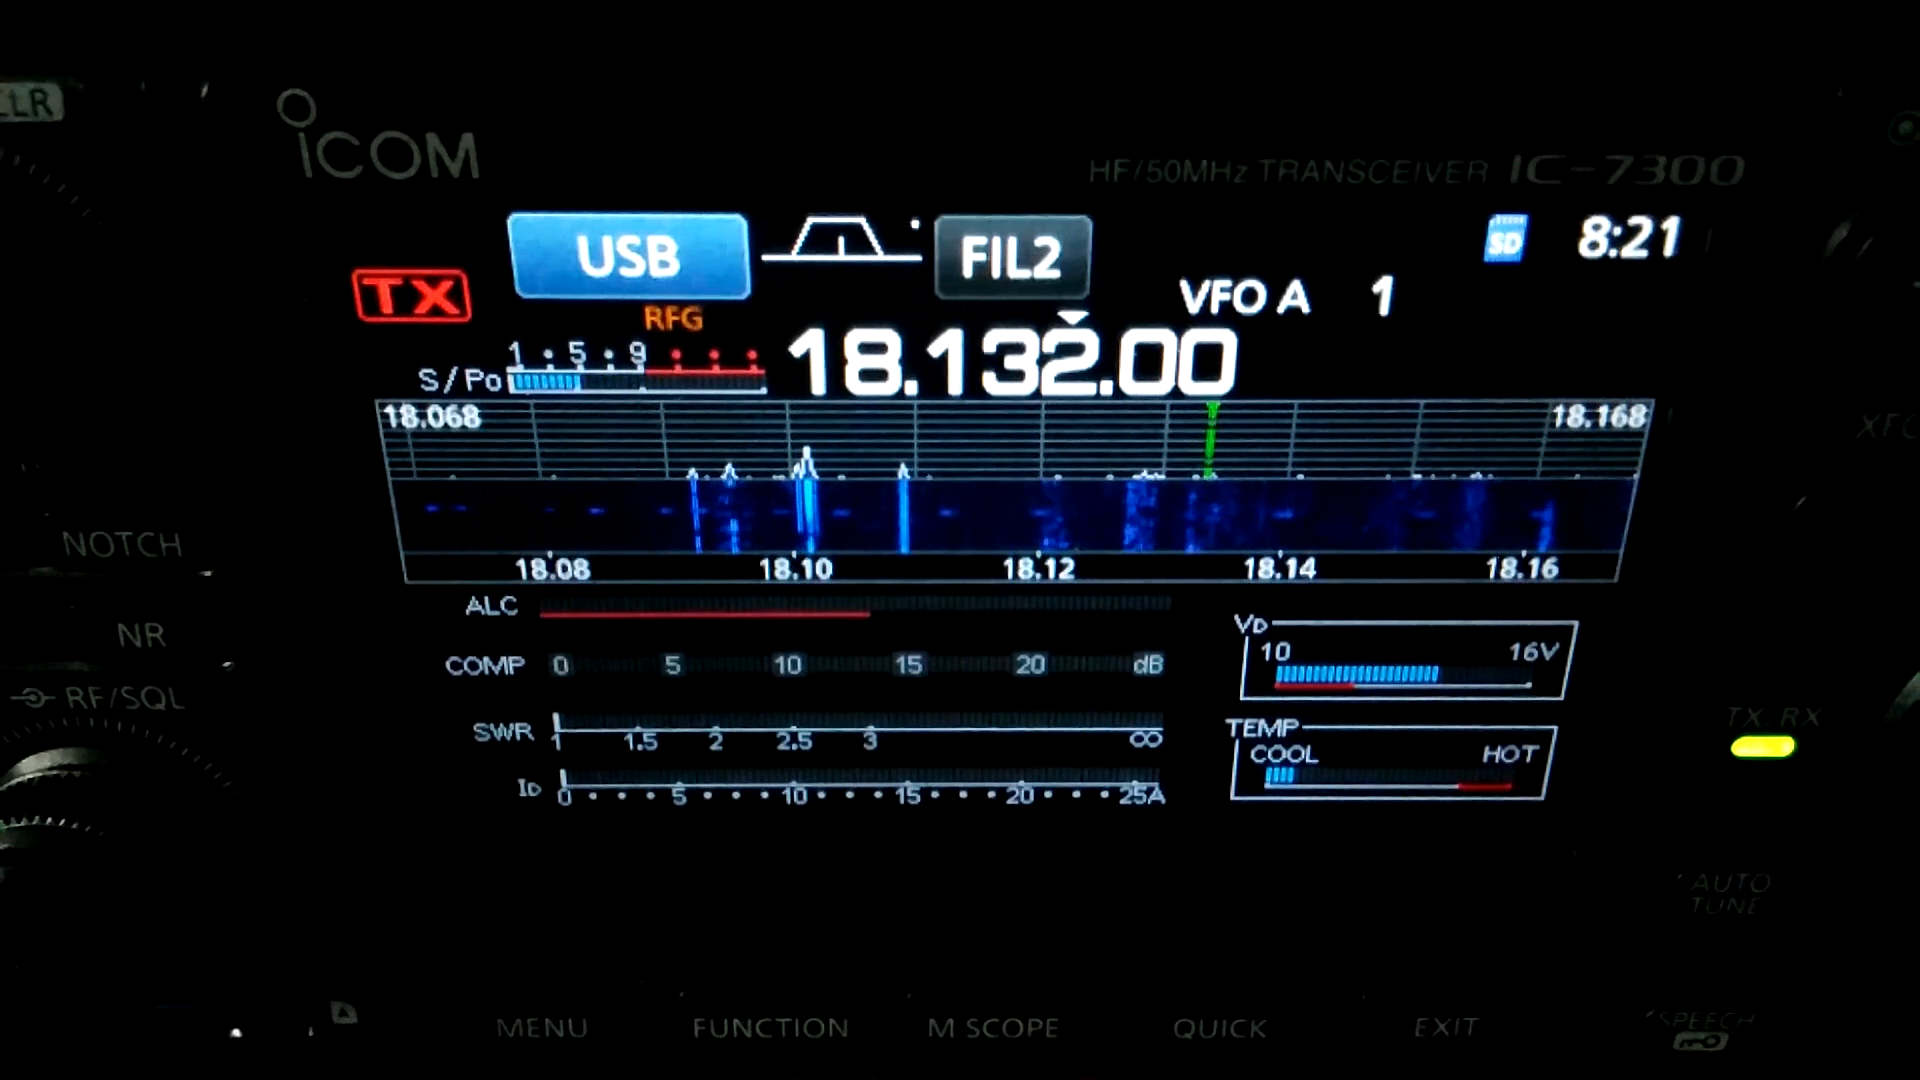 CLR
ICOM
HF/50MHz TRANSCEIVER IC-7300
USB FIL2 SD 8:21
TX VFO A 1
RFG
18.132.00
1 5 9
S/Po
18.068 18.168
18.08 18.10 18.12 18.14 18.16
ALC
COMP 0 5 10 15 20 dB
SWR 1 1.5 2 2.5 3 ∞
ID 0 5 10 15 20 25A
VD
10 16V
TEMP
COOL HOT
NOTCH
NR
RF/SQL
XFC
TX RX
AUTO
TUNE
MENU FUNCTION M SCOPE QUICK EXIT SPEECH